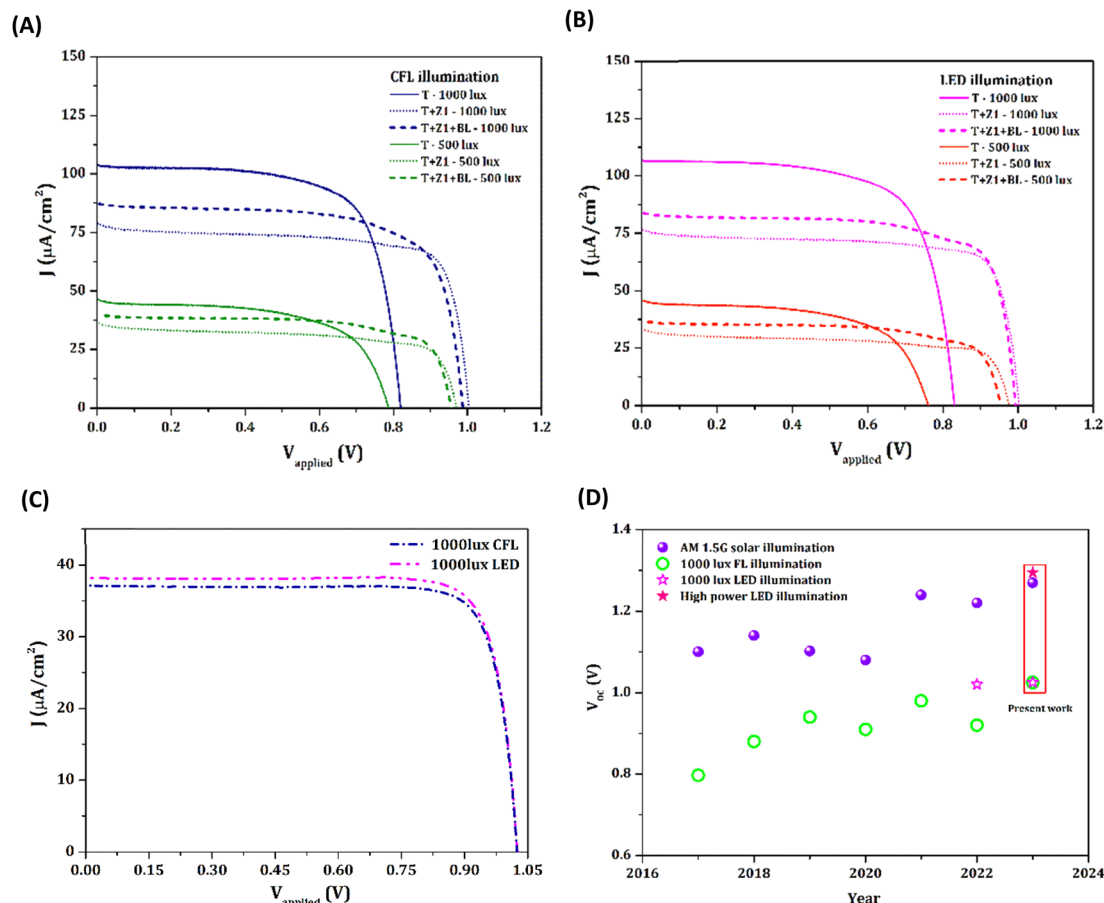 (A)
150
125
100
75
50
25
0
0.0 0.2 0.4 0.6 0.8 1.0 1.2
J (μA/cm²)
V_applied (V)
CFL illumination
T - 1000 lux
T+Z1 - 1000 lux
T+Z1+BL - 1000 lux
T - 500 lux
T+Z1 - 500 lux
T+Z1+BL - 500 lux
(B)
150
125
100
75
50
25
0
0.0 0.2 0.4 0.6 0.8 1.0 1.2
J (μA/cm²)
V_applied (V)
LED illumination
T - 1000 lux
T+Z1 - 1000 lux
T+Z1+BL - 1000 lux
T - 500 lux
T+Z1 - 500 lux
T+Z1+BL - 500 lux
(C)
40
30
20
10
0
0.00 0.15 0.30 0.45 0.60 0.75 0.90 1.05
J (μA/cm²)
V_applied (V)
1000lux CFL
1000lux LED
(D)
1.4
1.2
1.0
0.8
0.6
2016 2018 2020 2022 2024
V_oc (V)
Year
AM 1.5G solar illumination
1000 lux FL illumination
1000 lux LED illumination
High power LED illumination
Present work